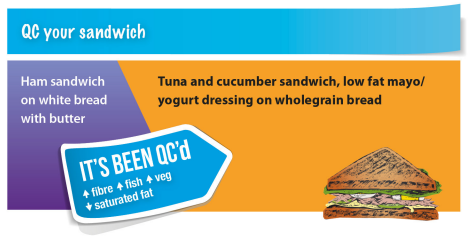 QC your sandwich
Ham sandwich
on white bread
with butter
Tuna and cucumber sandwich, low fat mayo/
yogurt dressing on wholegrain bread
IT'S BEEN QC'd
↑ fibre ↑ fish ↑ veg
↓ saturated fat